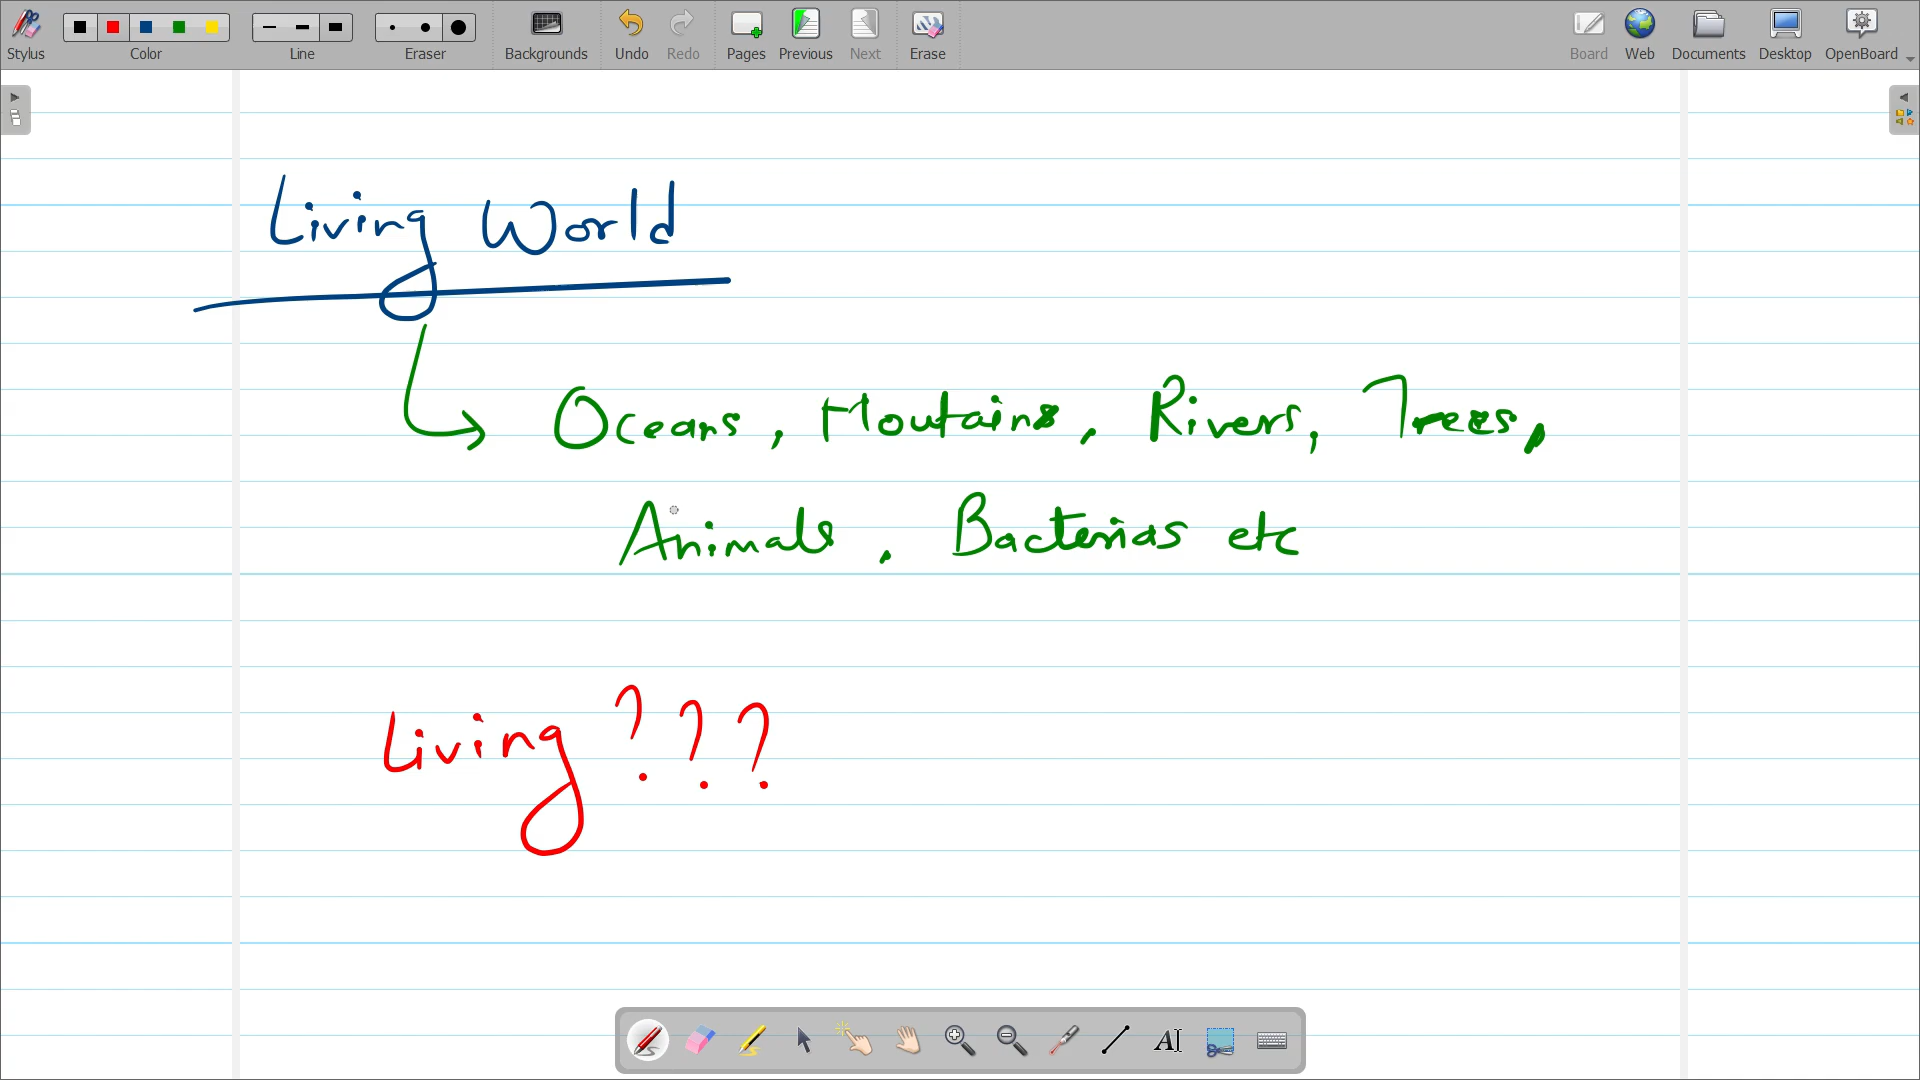 Stylus Color Line Eraser Backgrounds Undo Redo Pages Previous Next Erase Board Web Documents Desktop OpenBoard
Living World
Oceans, Moutains, Rivers, Trees,
Animals, Bacterias etc
Living ???